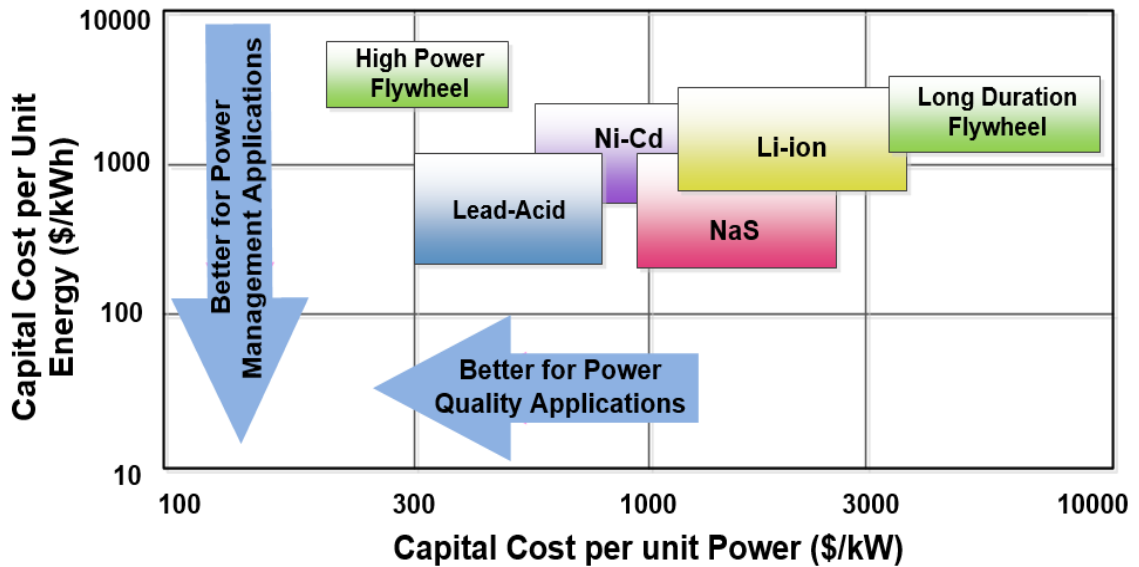 Capital Cost per Unit
Energy ($/kWh)
10000
1000
100
10
Better for Power
Management Applications
High Power
Flywheel
Ni-Cd
Lead-Acid
NaS
Li-ion
Long Duration
Flywheel
Better for Power
Quality Applications
100
300
1000
3000
10000
Capital Cost per unit Power ($/kW)